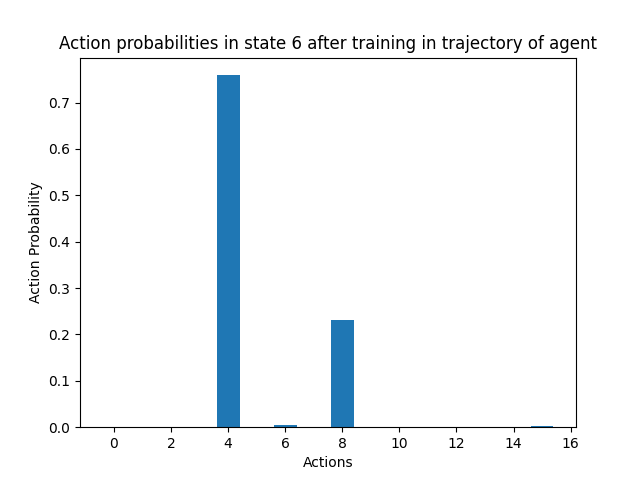 Action probabilities in state 6 after training in trajectory of agent
Action Probability
0.7
0.6
0.5
0.4
0.3
0.2
0.1
0.0
0 2 4 6 8 10 12 14 16
Actions